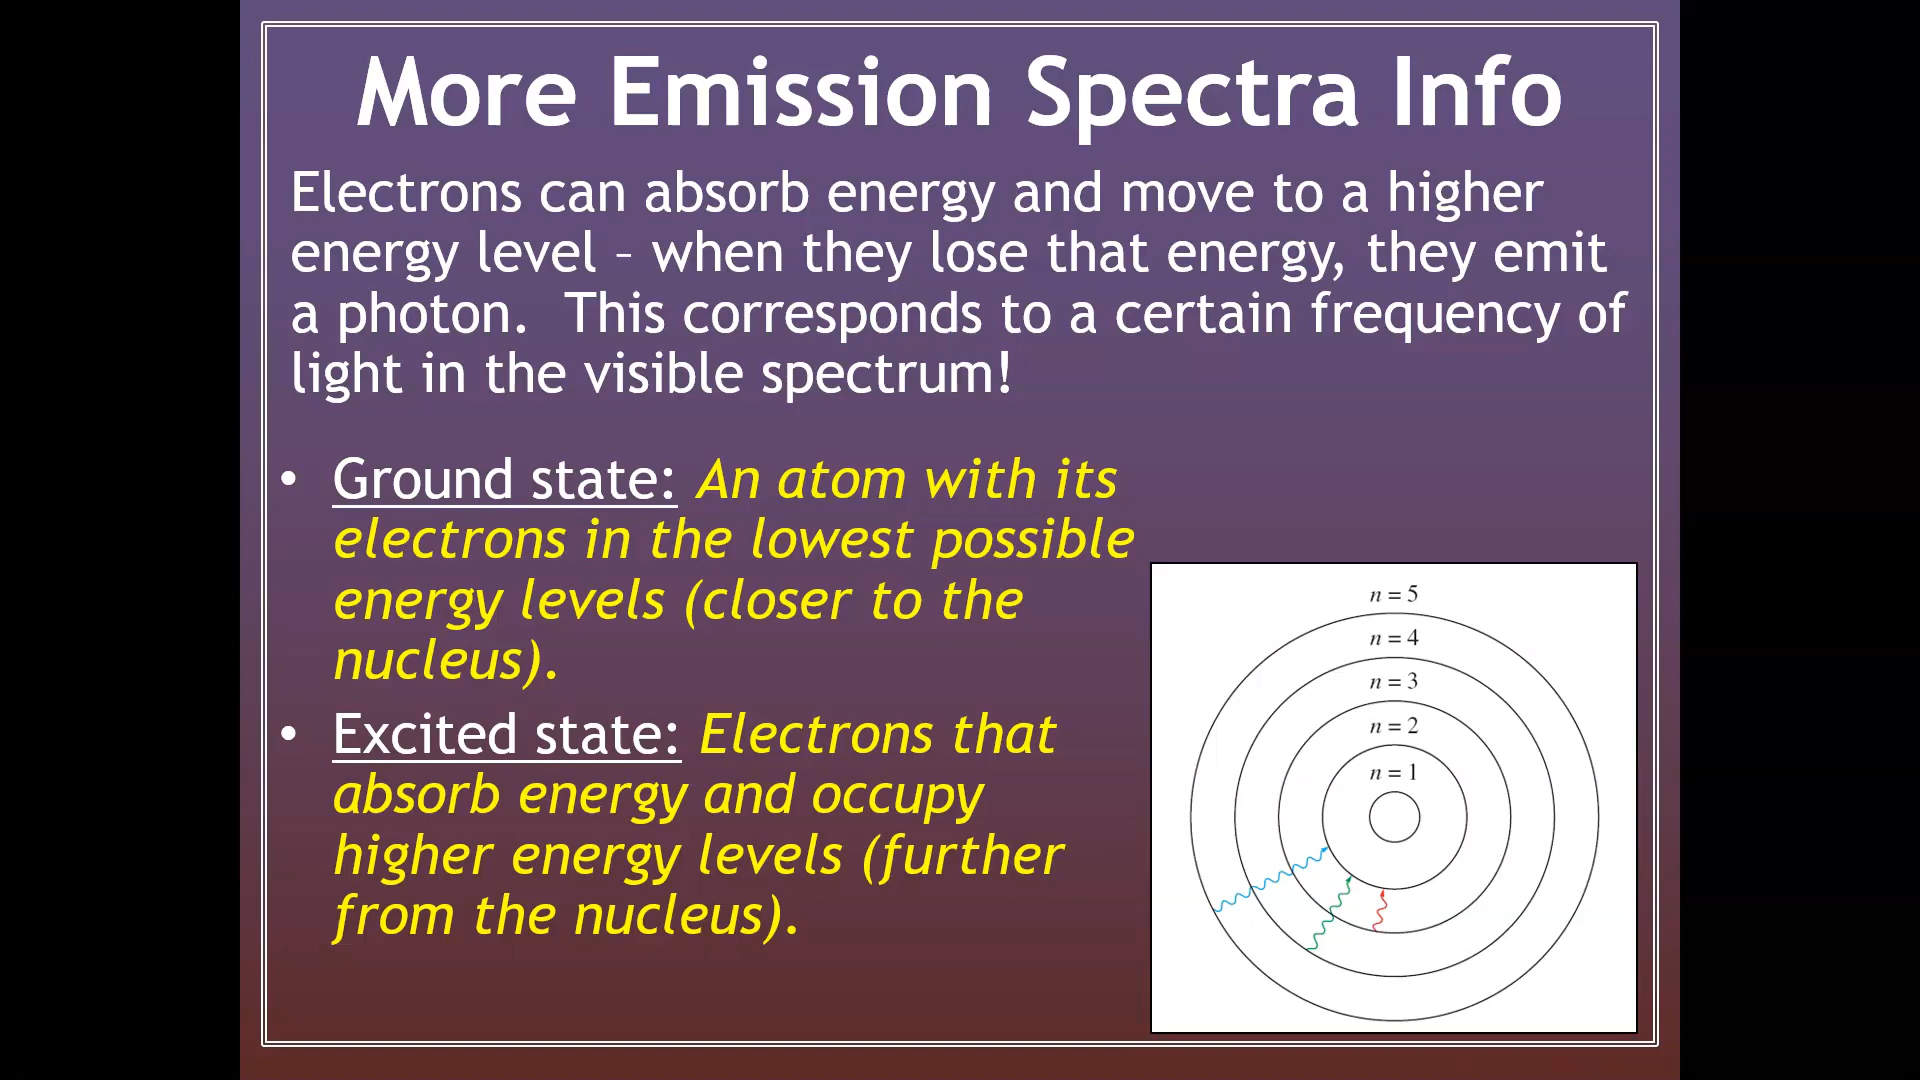 More Emission Spectra Info
Electrons can absorb energy and move to a higher
energy level – when they lose that energy, they emit
a photon.  This corresponds to a certain frequency of
light in the visible spectrum!
• Ground state: An atom with its
electrons in the lowest possible
energy levels (closer to the
nucleus).
• Excited state: Electrons that
absorb energy and occupy
higher energy levels (further
from the nucleus).
n = 5
n = 4
n = 3
n = 2
n = 1